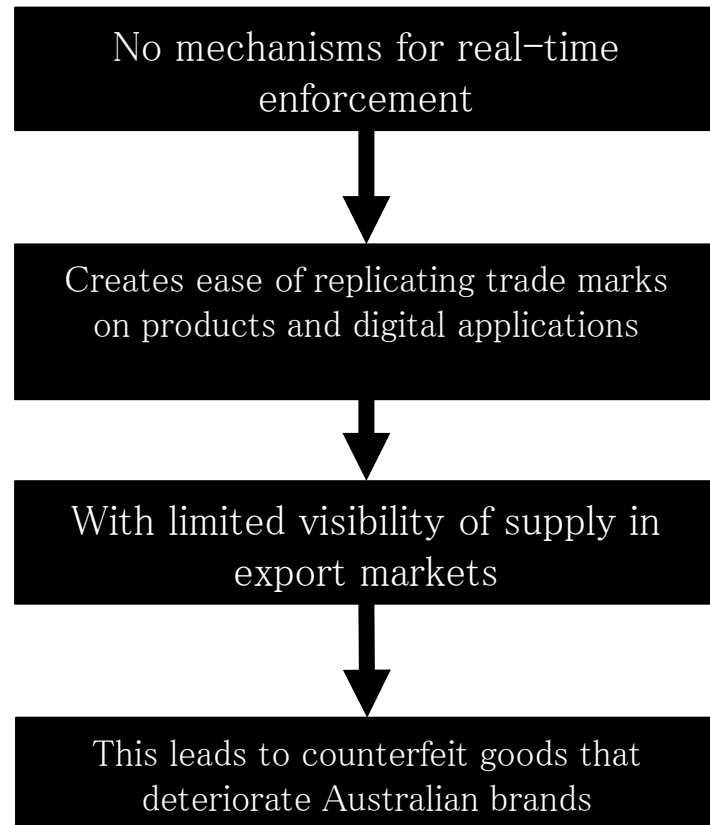 No mechanisms for real-time
enforcement
Creates ease of replicating trade marks
on products and digital applications
With limited visibility of supply in
export markets
This leads to counterfeit goods that
deteriorate Australian brands